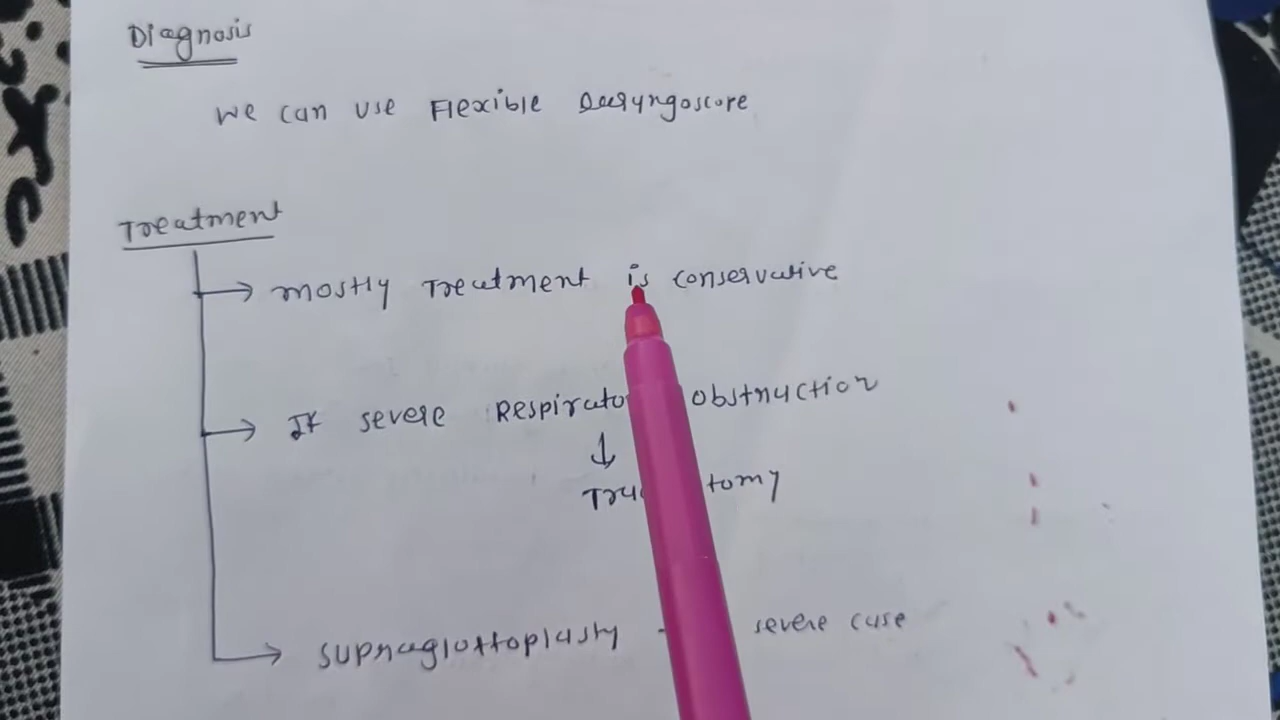 Diagnosis
we can use Flexible Laryngoscope
Treatment
mostly Treatment is conservative
If severe Respirato obstruction
↓
tomy
supraglottoplasty - severe case